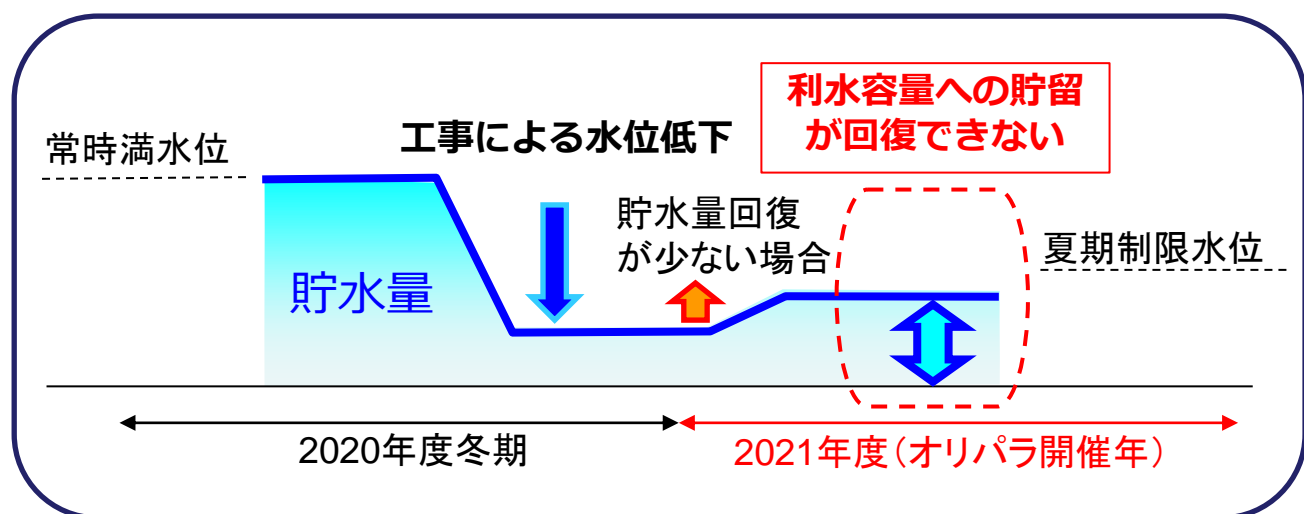 利水容量への貯留
が回復できない
工事による水位低下
常時満水位
貯水量回復
が少ない場合
夏期制限水位
貯水量
2020年度冬期
2021年度（オリパラ開催年）